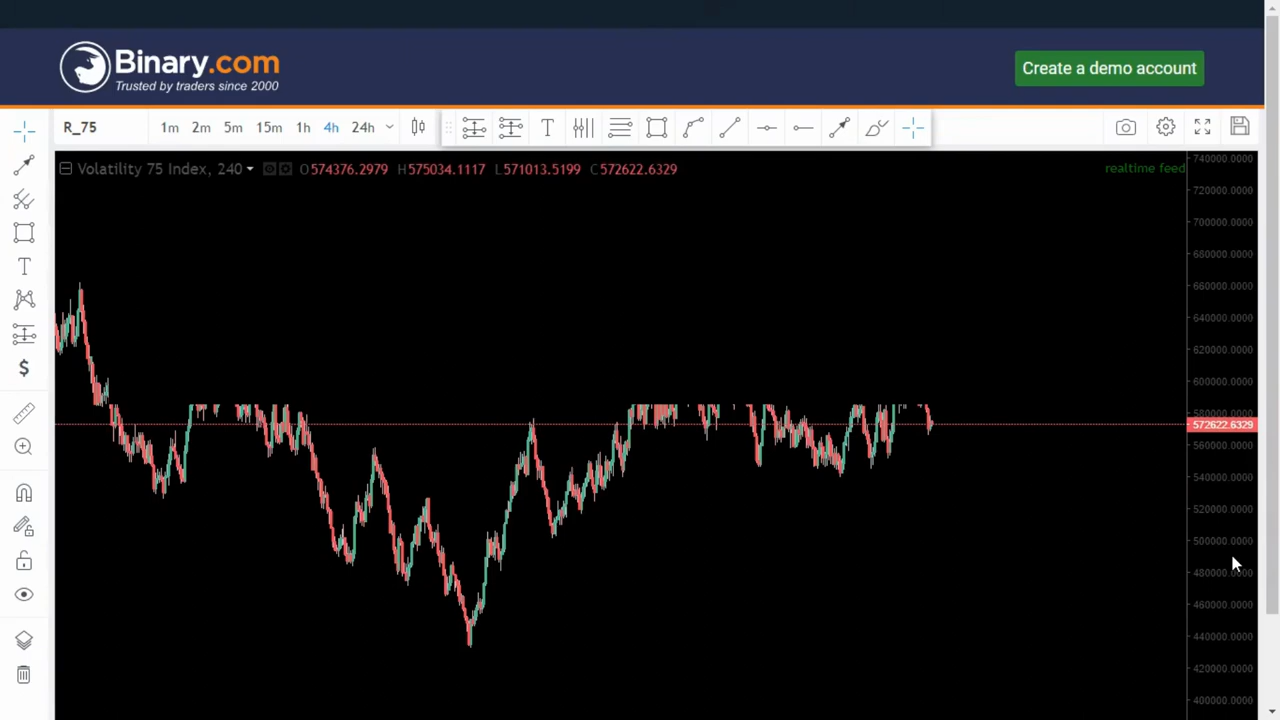 Binary.com
Trusted by traders since 2000
Create a demo account
R_75 1m 2m 5m 15m 1h 4h 24h T
Volatility 75 Index, 240 O574376.2979 H575034.1117 L571013.5199 C572622.6329
realtime feed
740000.0000
720000.0000
700000.0000
680000.0000
660000.0000
640000.0000
620000.0000
600000.0000
580000.0000
572622.6329
560000.0000
540000.0000
520000.0000
500000.0000
480000.0000
460000.0000
440000.0000
420000.0000
400000.0000
T
$